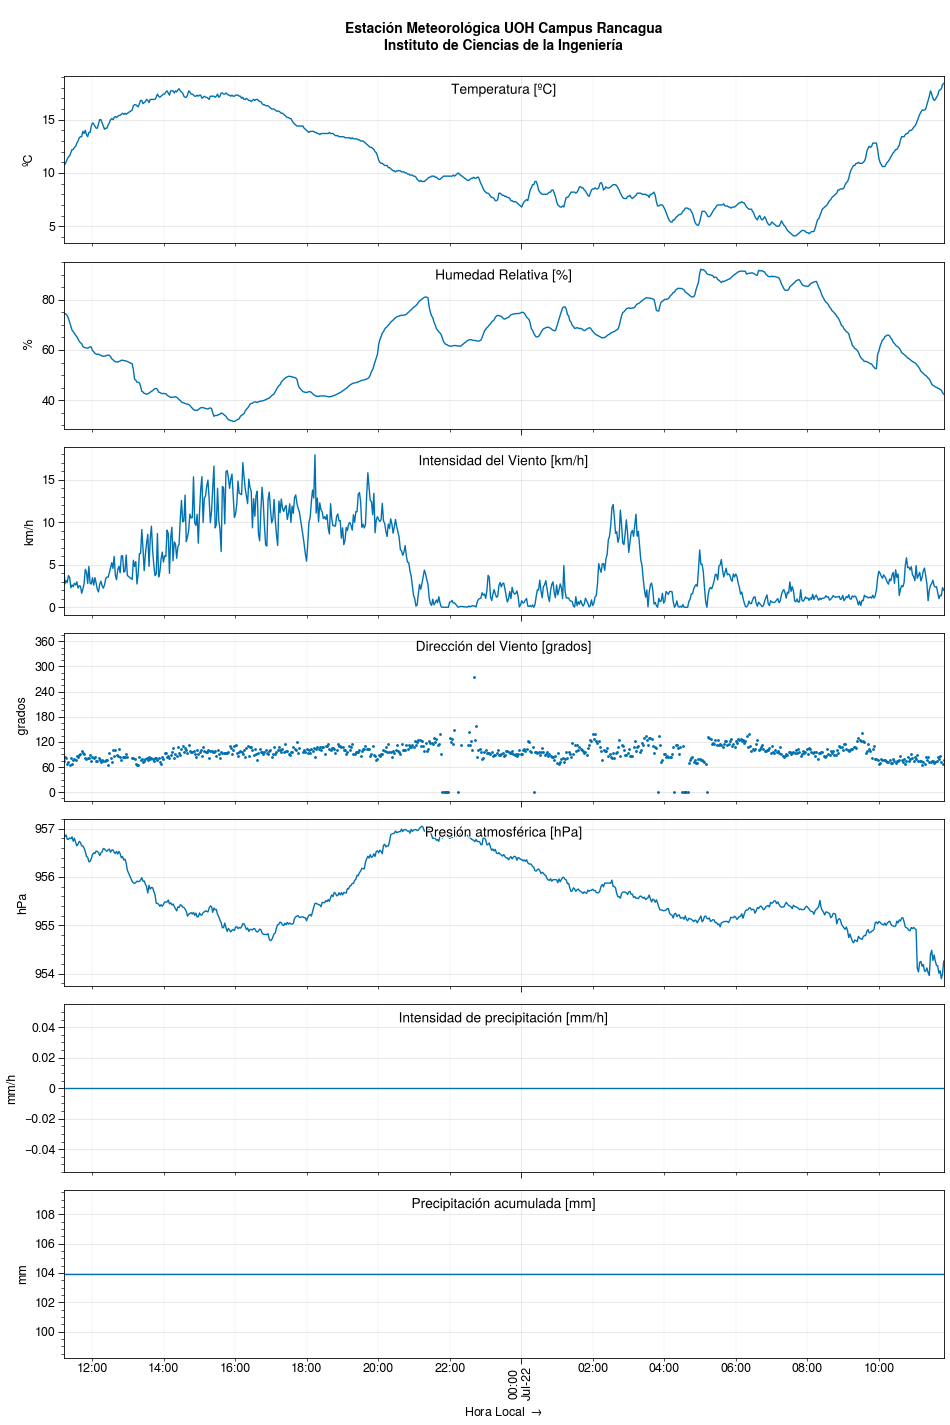 Estación Meteorológica UOH Campus Rancagua
Instituto de Ciencias de la Ingeniería
Temperatura [ºC]
ºC
15
10
5
Humedad Relativa [%]
%
80
60
40
Intensidad del Viento [km/h]
km/h
15
10
5
0
Dirección del Viento [grados]
grados
360
300
240
180
120
60
0
Presión atmosférica [hPa]
hPa
957
956
955
954
Intensidad de precipitación [mm/h]
mm/h
0.04
0.02
0
−0.02
−0.04
Precipitación acumulada [mm]
mm
108
106
104
102
100
12:00 14:00 16:00 18:00 20:00 22:00 00:00 02:00 04:00 06:00 08:00 10:00
Jul-22
Hora Local →